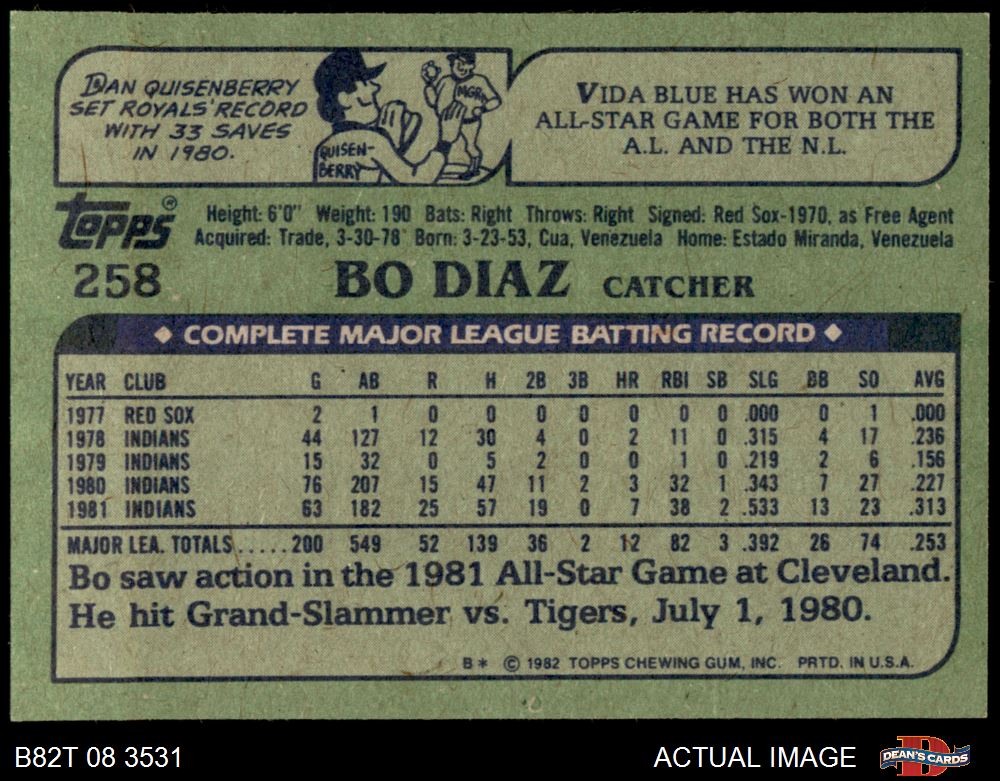 DAN QUISENBERRY
SET ROYALS' RECORD
WITH 33 SAVES
IN 1980.
MGR.
QUISEN-
BERRY
VIDA BLUE HAS WON AN
ALL-STAR GAME FOR BOTH THE
A.L. AND THE N.L.
TOPPS®
Height: 6'0" Weight: 190 Bats: Right Throws: Right Signed: Red Sox-1970, as Free Agent
Acquired: Trade, 3-30-78 Born: 3-23-53, Cua, Venezuela Home: Estado Miranda, Venezuela
258 BO DIAZ CATCHER
◆ COMPLETE MAJOR LEAGUE BATTING RECORD ◆
YEAR CLUB G AB R H 2B 3B HR RBI SB SLG BB SO AVG
1977 RED SOX 2 1 0 0 0 0 0 0 0 .000 0 1 .000
1978 INDIANS 44 127 12 30 4 0 2 11 0 .315 4 17 .236
1979 INDIANS 15 32 0 5 2 0 0 1 0 .219 2 6 .156
1980 INDIANS 76 207 15 47 11 2 3 32 1 .343 7 27 .227
1981 INDIANS 63 182 25 57 19 0 7 38 2 .533 13 23 .313
MAJOR LEA. TOTALS.....200 549 52 139 36 2 12 82 3 .392 26 74 .253
Bo saw action in the 1981 All-Star Game at Cleveland.
He hit Grand-Slammer vs. Tigers, July 1, 1980.
B* © 1982 TOPPS CHEWING GUM, INC. PRTD. IN U.S.A.
B82T 08 3531 ACTUAL IMAGE DEAN'S CARDS